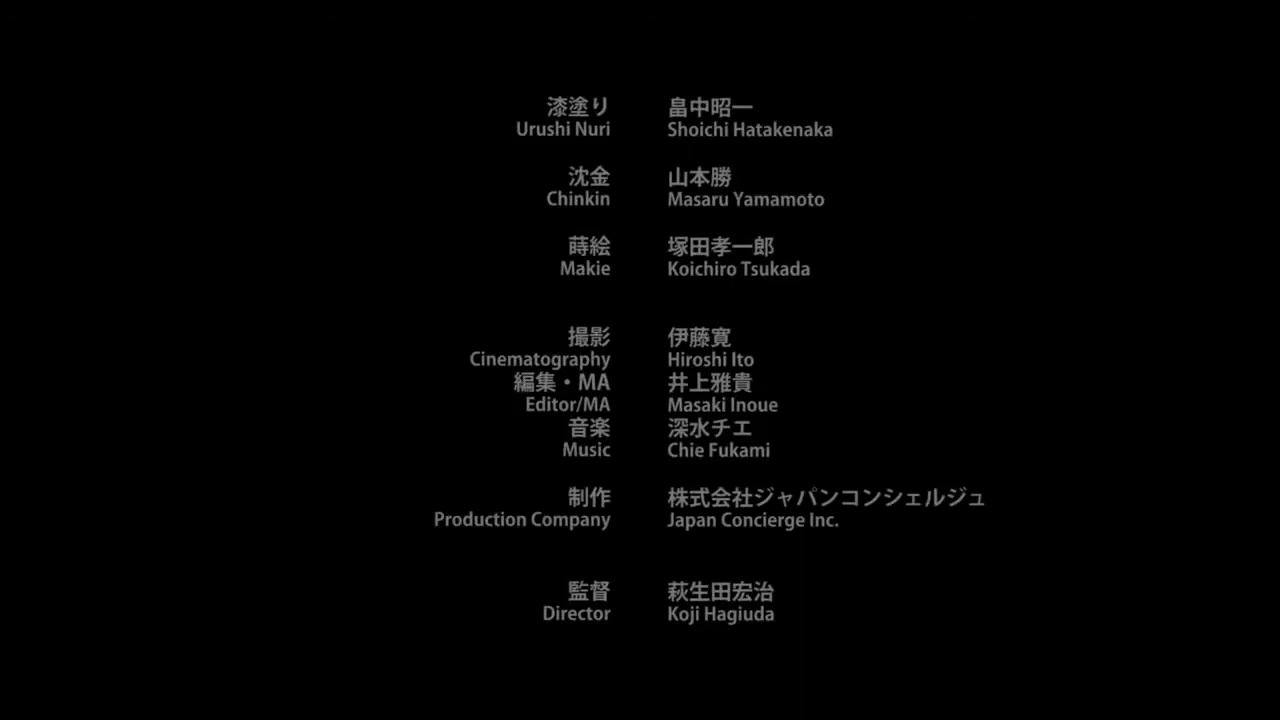 漆塗り 畠中昭一
Urushi Nuri Shoichi Hatakenaka
沈金 山本勝
Chinkin Masaru Yamamoto
蒔絵 塚田孝一郎
Makie Koichiro Tsukada
撮影 伊藤寛
Cinematography Hiroshi Ito
編集・MA 井上雅貴
Editor/MA Masaki Inoue
音楽 深水チエ
Music Chie Fukami
制作 株式会社ジャパンコンシェルジュ
Production Company Japan Concierge Inc.
監督 萩生田宏治
Director Koji Hagiuda